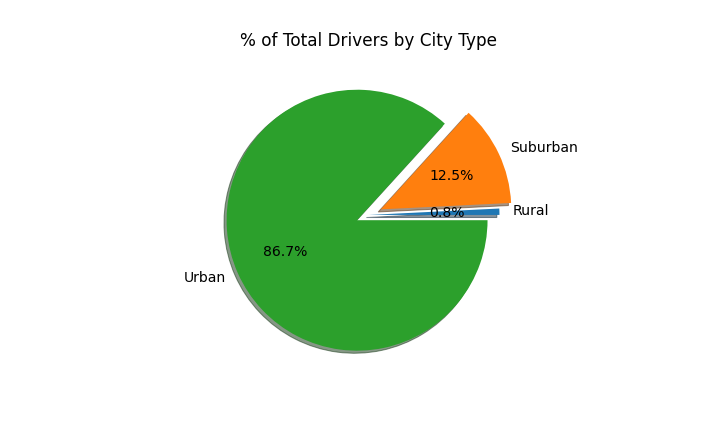 % of Total Drivers by City Type
Suburban
12.5%
Rural
0.8%
86.7%
Urban